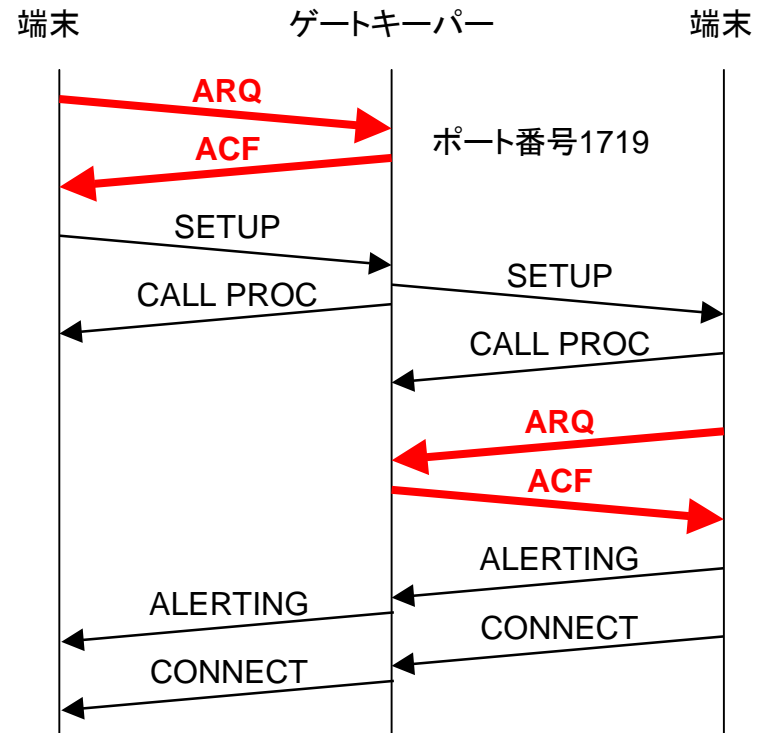 端末
ゲートキーパー
端末
ARQ
ポート番号1719
ACF
SETUP
SETUP
CALL PROC
CALL PROC
ARQ
ACF
ALERTING
ALERTING
CONNECT
CONNECT